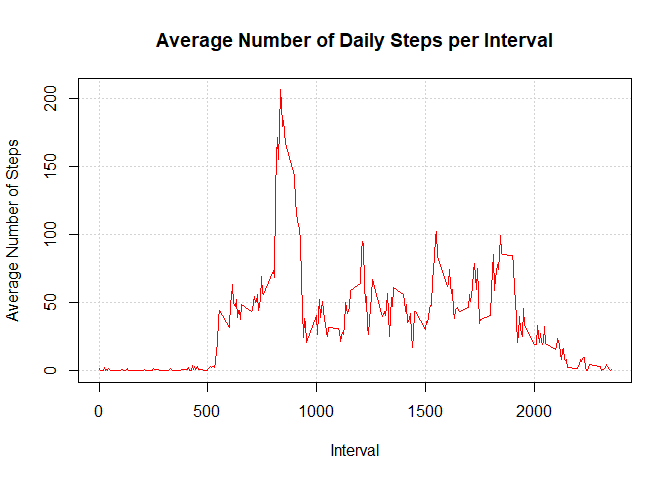 Average Number of Daily Steps per Interval
Average Number of Steps
200
150
100
50
0
0 500 1000 1500 2000
Interval